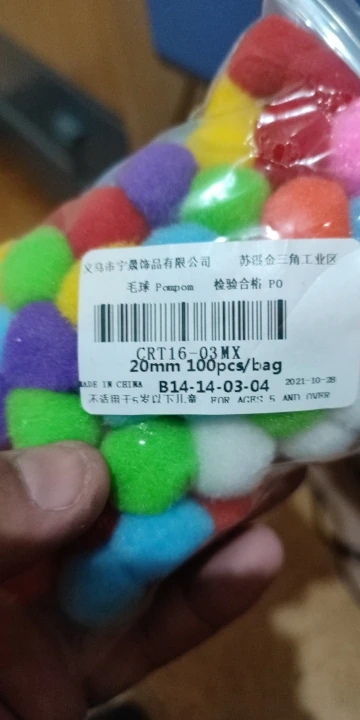 义乌市宁晟饰品有限公司 苏溪金三角工业区
毛球 Pompom 检验合格 PO
CRT16-03MX
20mm 100pcs/bag
MADE IN CHINA B14-14-03-04 2021-10-28
不适用于5岁以下儿童 FOR AGES 5 AND OVER